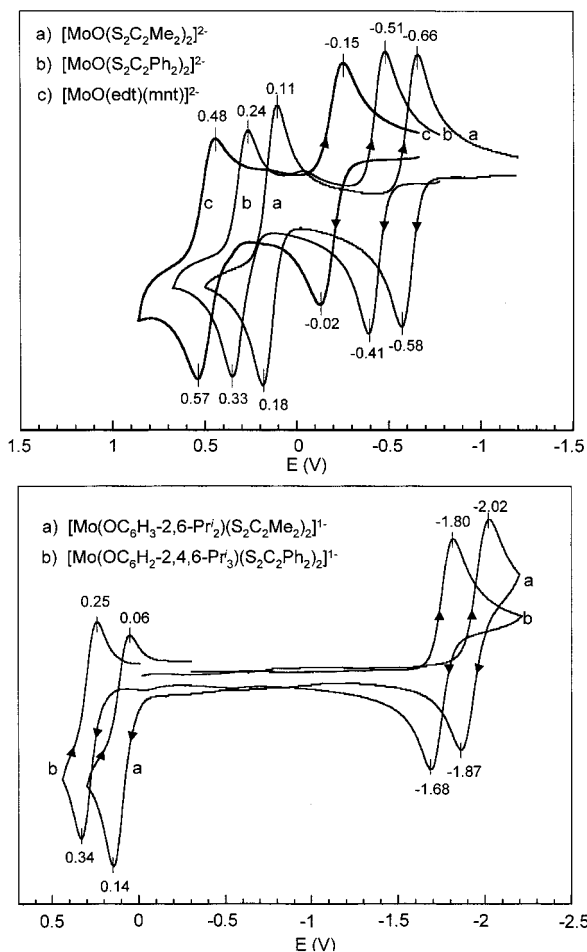 a) [MoO(S₂C₂Me₂)₂]²⁻
b) [MoO(S₂C₂Ph₂)₂]²⁻
c) [MoO(edt)(mnt)]²⁻
-0.15
-0.51
-0.66
0.48
0.24
0.11
c b a
c
b
a
-0.02
-0.41
-0.58
0.57
0.33
0.18
1.5 1 0.5 0 -0.5 -1 -1.5
E (V)
a) [Mo(OC₆H₃-2,6-Prⁱ₂)(S₂C₂Me₂)₂]¹⁻
b) [Mo(OC₆H₂-2,4,6-Prⁱ₃)(S₂C₂Ph₂)₂]¹⁻
-2.02
-1.80
0.25
0.06
a
b
b
a
-1.68
-1.87
0.34
0.14
0.5 0 -0.5 -1 -1.5 -2 -2.5
E (V)